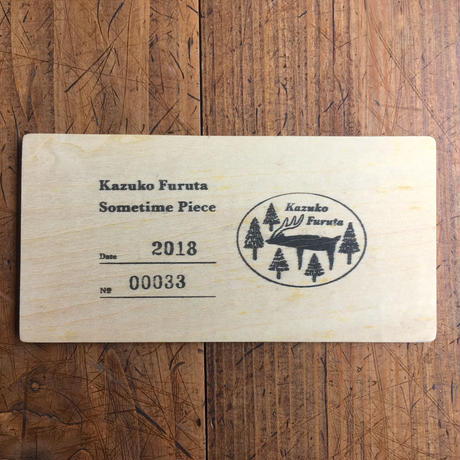 Kazuko Furuta
Sometime Piece
Date 2018
Nº 00033
Kazuko
Furuta